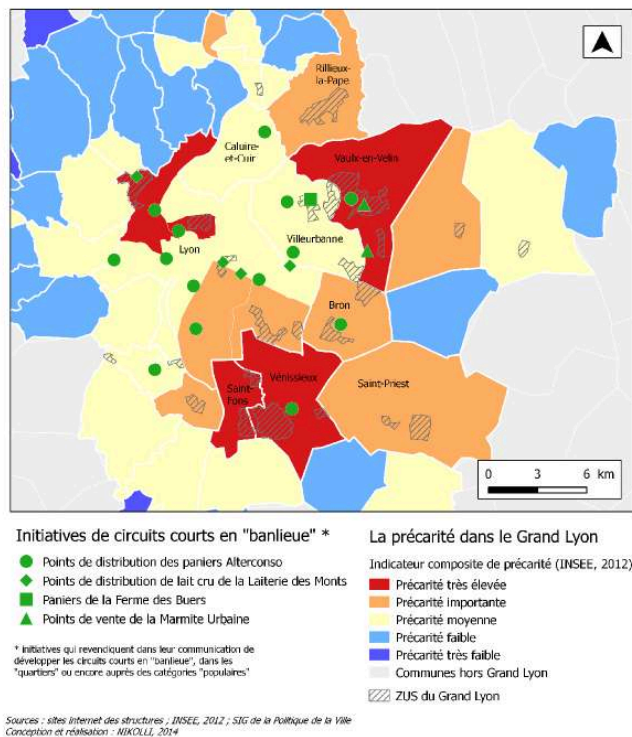 Rillieux-
la-Pape
Caluire-
et-Cuir
Vaulx-en-Velin
Lyon
Villeurbanne
Bron
Saint-
Fons
Vénissieux
Saint-Priest
0 3 6 km
Initiatives de circuits courts en "banlieue" *
Points de distribution des paniers Alterconso
Points de distribution de lait cru de la Laiterie des Monts
Paniers de la Ferme des Buers
Points de vente de la Marmite Urbaine
* initiatives qui revendiquent dans leur communication de
développer les circuits courts en "banlieue", dans les
"quartiers" ou encore auprès des catégories "populaires"
La précarité dans le Grand Lyon
Indicateur composite de précarité (INSEE, 2012)
Précarité très élevée
Précarité importante
Précarité moyenne
Précarité faible
Précarité très faible
Communes hors Grand Lyon
ZUS du Grand Lyon
Sources : sites internet des structures ; INSEE, 2012 ; SIG de la Politique de la Ville
Conception et réalisation : NIKOLLI, 2014